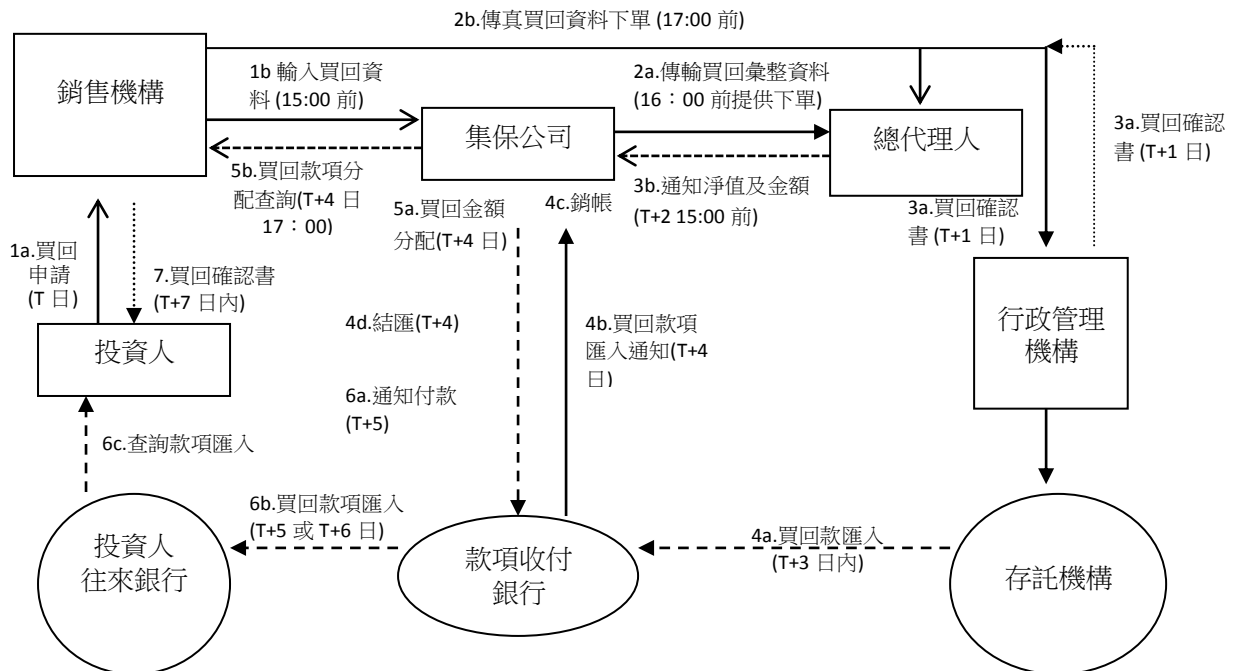 2b.傳真買回資料下單 (17:00 前)
銷售機構
1b 輸入買回資
料 (15:00 前)
集保公司
2a.傳輸買回彙整資料
(16：00 前提供下單)
總代理人
3a.買回確認
書 (T+1 日)
5b.買回款項分
配查詢(T+4 日
17：00)
5a.買回金額
分配(T+4 日)
4c.銷帳
3b.通知淨值及金額
(T+2 15:00 前)
3a.買回確認
書 (T+1 日)
1a.買回
申請
(T 日)
7.買回確認書
(T+7 日內)
投資人
4d.結匯(T+4)
4b.買回款項
匯入通知(T+4
日)
行政管理
機構
6a.通知付款
(T+5)
6c.查詢款項匯入
6b.買回款項匯入
(T+5 或 T+6 日)
投資人
往來銀行
款項收付
銀行
4a.買回款匯入
(T+3 日內)
存託機構